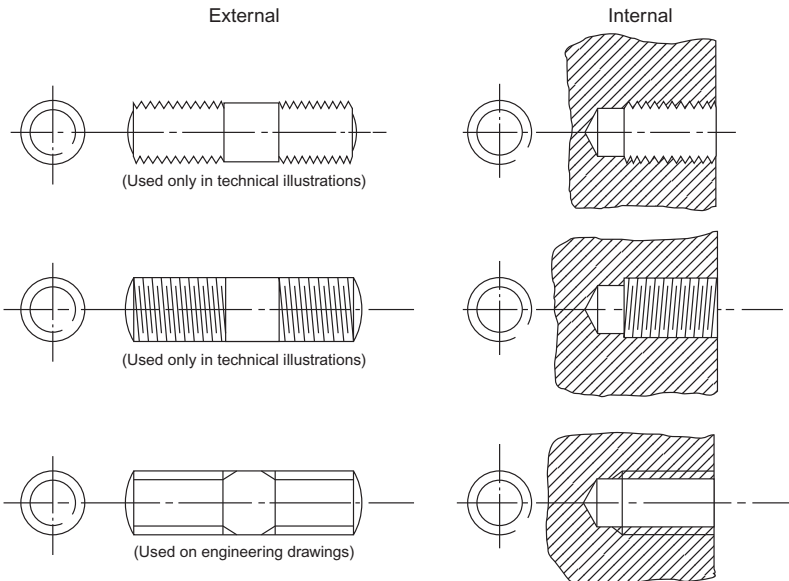 External
Internal
(Used only in technical illustrations)
(Used only in technical illustrations)
(Used on engineering drawings)